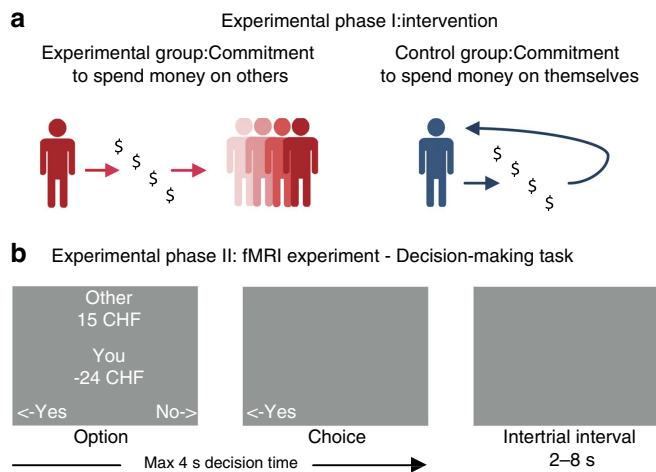 a
Experimental phase I:intervention
Experimental group:Commitment
to spend money on others
Control group:Commitment
to spend money on themselves
$
$
$
$
$
$
$
$
b Experimental phase II: fMRI experiment - Decision-making task
Other
15 CHF
You
-24 CHF
<-Yes No->
<-Yes
Option
Choice
Intertrial interval
Max 4 s decision time
2–8 s